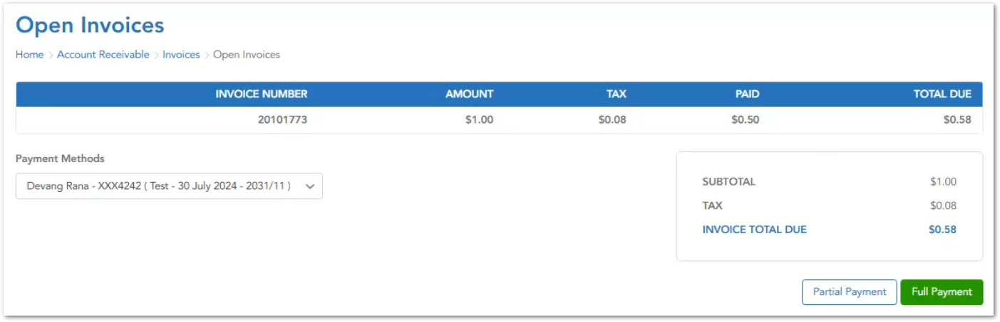 Open Invoices
Home > Account Receivable > Invoices > Open Invoices
INVOICE NUMBER AMOUNT TAX PAID TOTAL DUE
20101773 $1.00 $0.08 $0.50 $0.58
Payment Methods
Devang Rana - XXX4242 ( Test - 30 July 2024 - 2031/11 )
SUBTOTAL $1.00
TAX $0.08
INVOICE TOTAL DUE $0.58
Partial Payment Full Payment